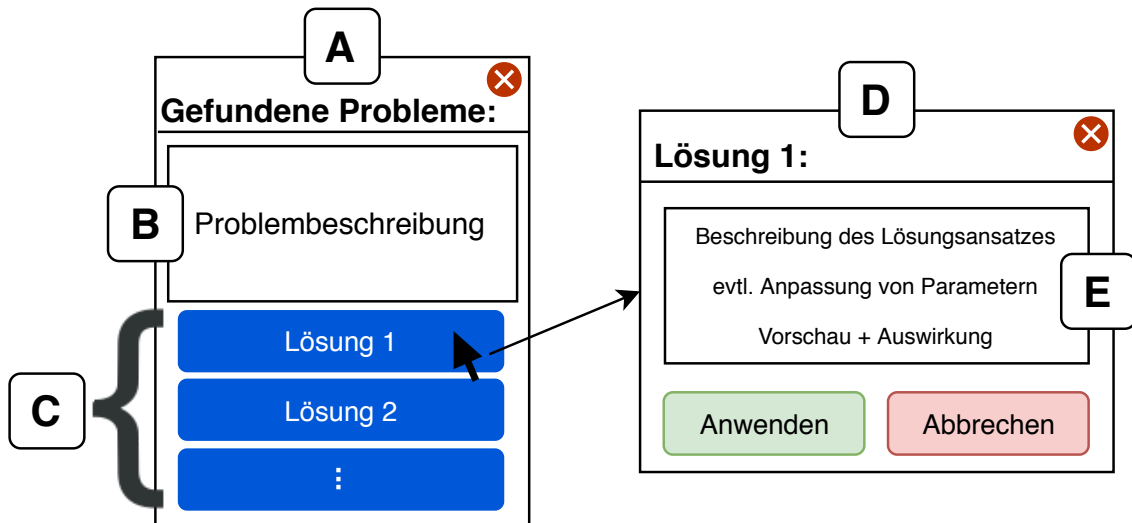 A
Gefundene Probleme:
B
Problembeschreibung
C
Lösung 1
Lösung 2
⋮
D
Lösung 1:
E
Beschreibung des Lösungsansatzes
evtl. Anpassung von Parametern
Vorschau + Auswirkung
Anwenden
Abbrechen